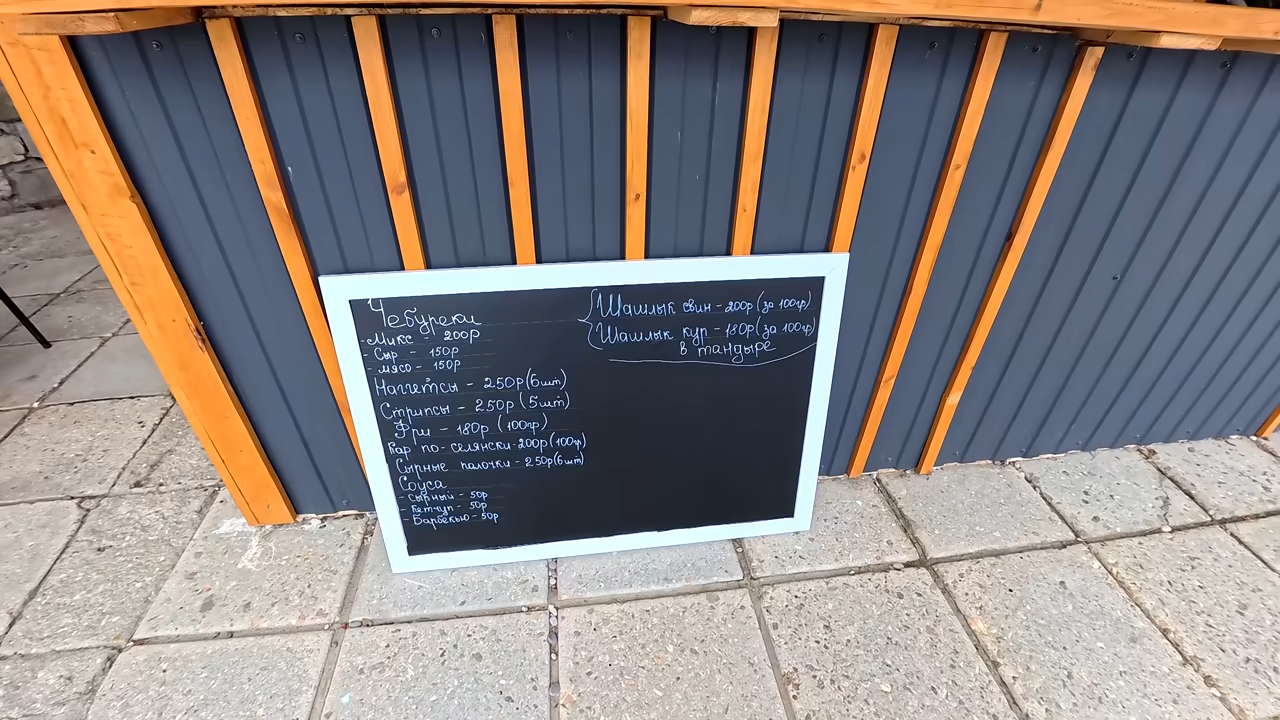 Чебуреки
- Микс - 200р
- Сыр - 150р
- мясо - 150р
Наггетсы - 250р (6шт)
Стрипсы - 250р (5шт)
Фри - 180р (100гр)
Кар по-селянски - 200р (100гр)
Сырные палочки - 250р (6шт)
Соуса
- Сырный - 50р
- Кетчуп - 50р
- Барбекью - 50р
Шашлык свин - 200р (за 100гр)
Шашлык кур - 180р (за 100гр)
в тандыре